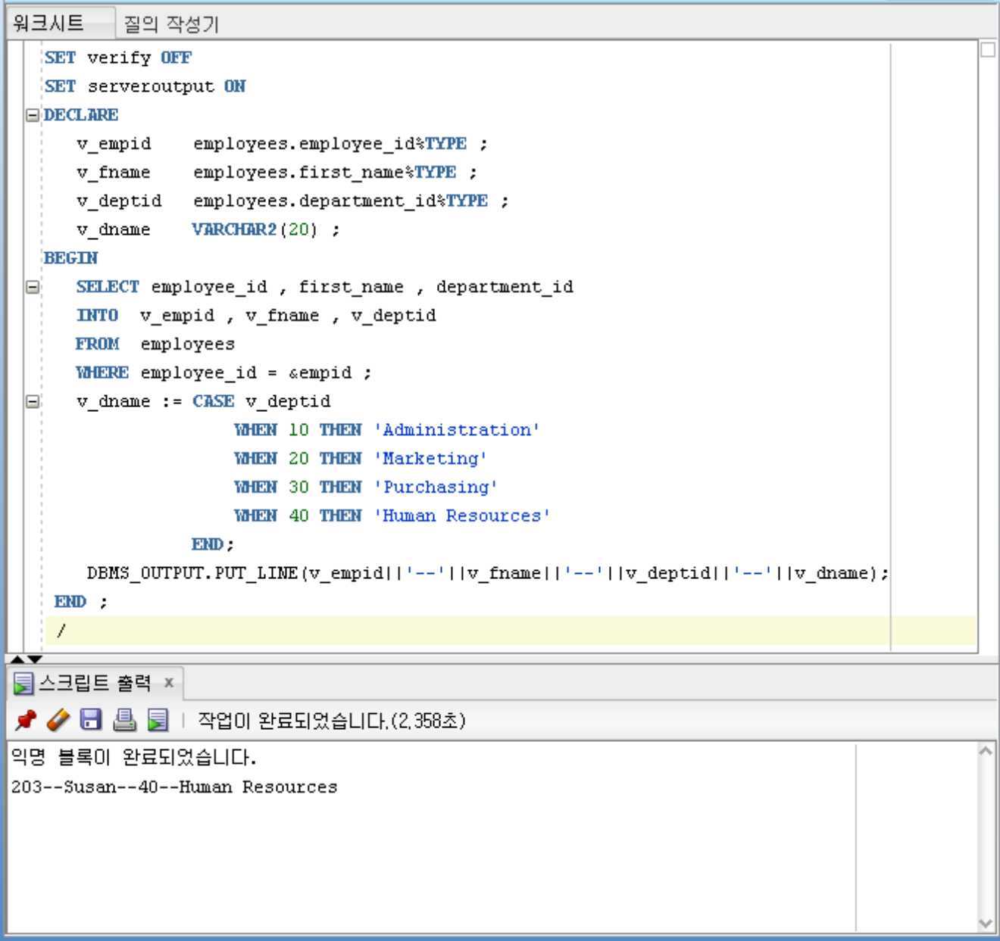 워크시트 질의 작성기
SET verify OFF
SET serveroutput ON
DECLARE
v_empid employees.employee_id%TYPE ;
v_fname employees.first_name%TYPE ;
v_deptid employees.department_id%TYPE ;
v_dname VARCHAR2(20) ;
BEGIN
SELECT employee_id , first_name , department_id
INTO v_empid , v_fname , v_deptid
FROM employees
WHERE employee_id = &empid ;
v_dname := CASE v_deptid
WHEN 10 THEN 'Administration'
WHEN 20 THEN 'Marketing'
WHEN 30 THEN 'Purchasing'
WHEN 40 THEN 'Human Resources'
END;
DBMS_OUTPUT.PUT_LINE(v_empid||'--'||v_fname||'--'||v_deptid||'--'||v_dname);
END ;
/
스크립트 출력 x
작업이 완료되었습니다.(2,358초)
익명 블록이 완료되었습니다.
203--Susan--40--Human Resources